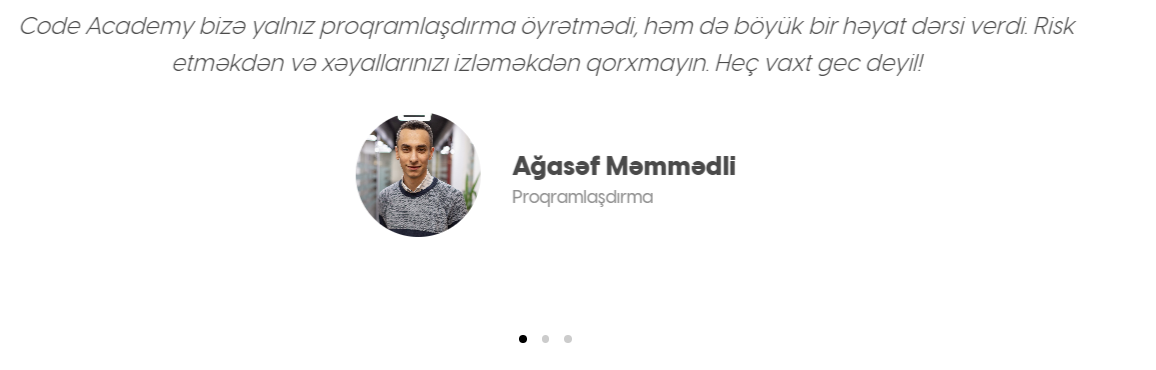 Code Academy bizə yalnız proqramlaşdırma öyrətmədi, həm də böyük bir həyat dərsi verdi. Risk
etməkdən və xəyallarınızı izləməkdən qorxmayın. Heç vaxt gec deyil!
Ağasəf Məmmədli
Proqramlaşdırma